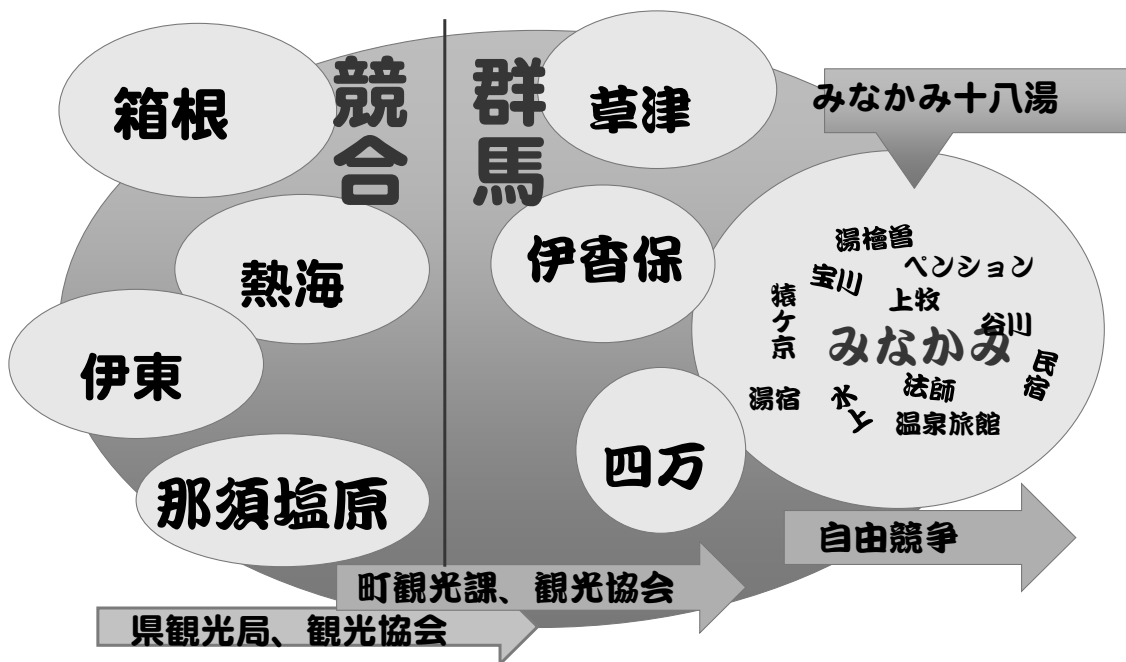 競合
群馬
箱根
熱海
伊東
那須塩原
草津
伊香保
四万
みなかみ十八湯
湯檜曽
ペンション
宝川
上牧
猿ケ京
谷川
みなかみ
民宿
湯宿
水上
法師
温泉旅館
自由競争
町観光課、観光協会
県観光局、観光協会